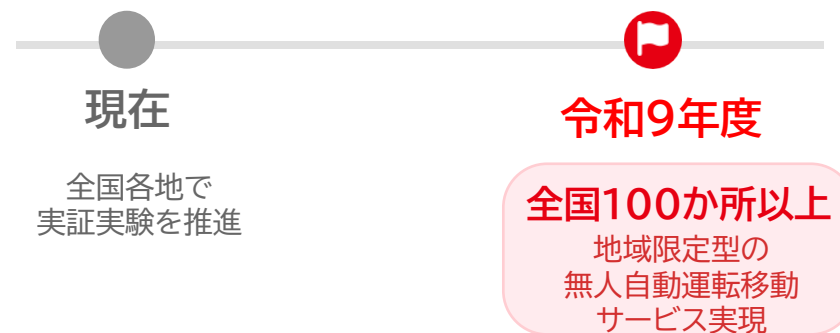 現在
全国各地で
実証実験を推進
令和9年度
全国100か所以上
地域限定型の
無人自動運転移動
サービス実現